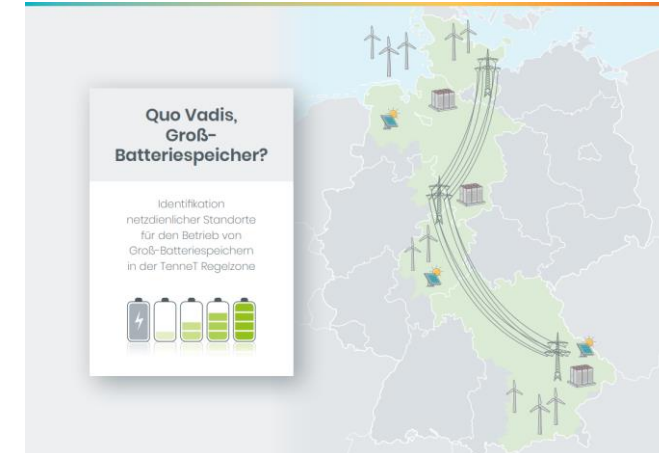 Quo Vadis,
Groß-
Batteriespeicher?
Identifikation
netzdienlicher Standorte
für den Betrieb von
Groß-Batteriespeichern
in der TenneT Regelzone